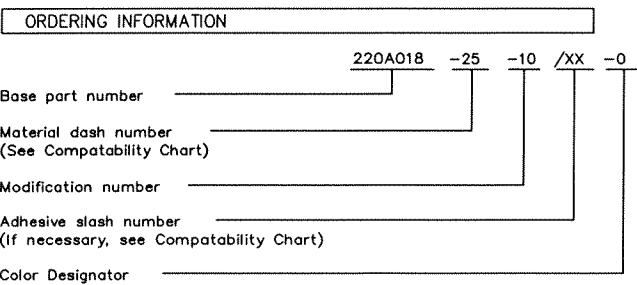 ORDERING INFORMATION
220A018 -25 -10 /XX -0
Base part number
Material dash number
(See Compatability Chart)
Modification number
Adhesive slash number
(If necessary, see Compatability Chart)
Color Designator